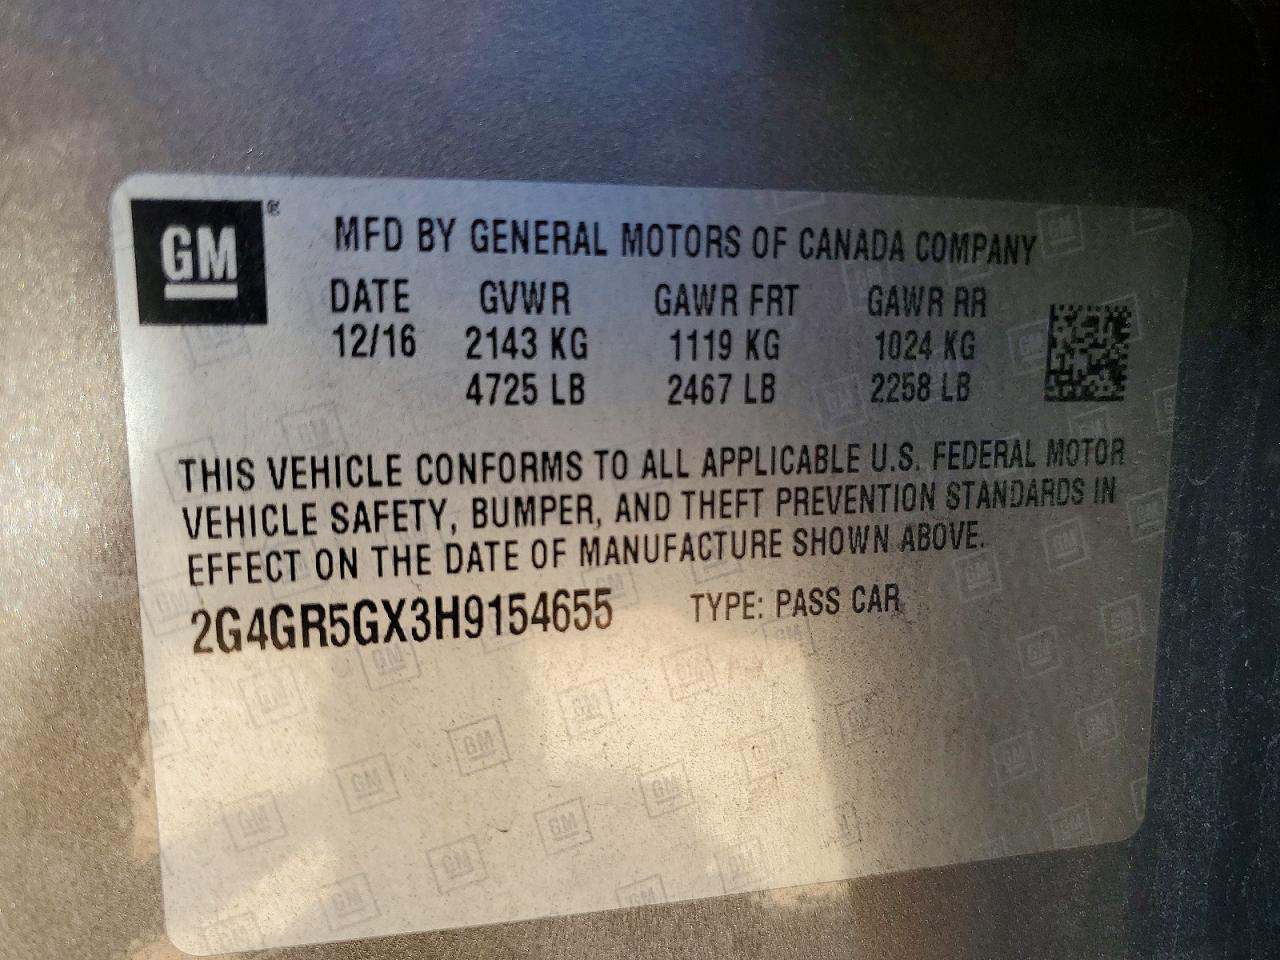 GM®
MFD BY GENERAL MOTORS OF CANADA COMPANY
DATE GVWR GAWR FRT GAWR RR
12/16 2143 KG 1119 KG 1024 KG
4725 LB 2467 LB 2258 LB
THIS VEHICLE CONFORMS TO ALL APPLICABLE U.S. FEDERAL MOTOR
VEHICLE SAFETY, BUMPER, AND THEFT PREVENTION STANDARDS IN
EFFECT ON THE DATE OF MANUFACTURE SHOWN ABOVE.
2G4GR5GX3H9154655 TYPE: PASS CAR